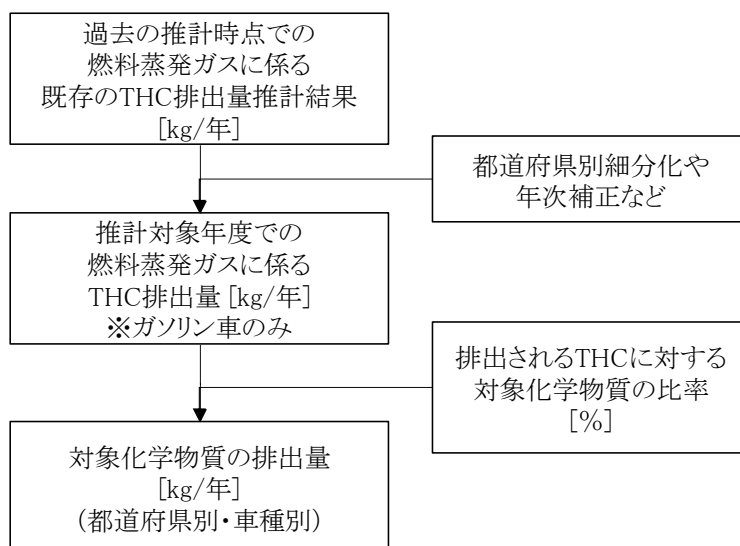 過去の推計時点での
燃料蒸発ガスに係る
既存のTHC排出量推計結果
[kg/年]
都道府県別細分化や
年次補正など
推計対象年度での
燃料蒸発ガスに係る
THC排出量 [kg/年]
※ガソリン車のみ
排出されるTHCに対する
対象化学物質の比率
[%]
対象化学物質の排出量
[kg/年]
(都道府県別・車種別)